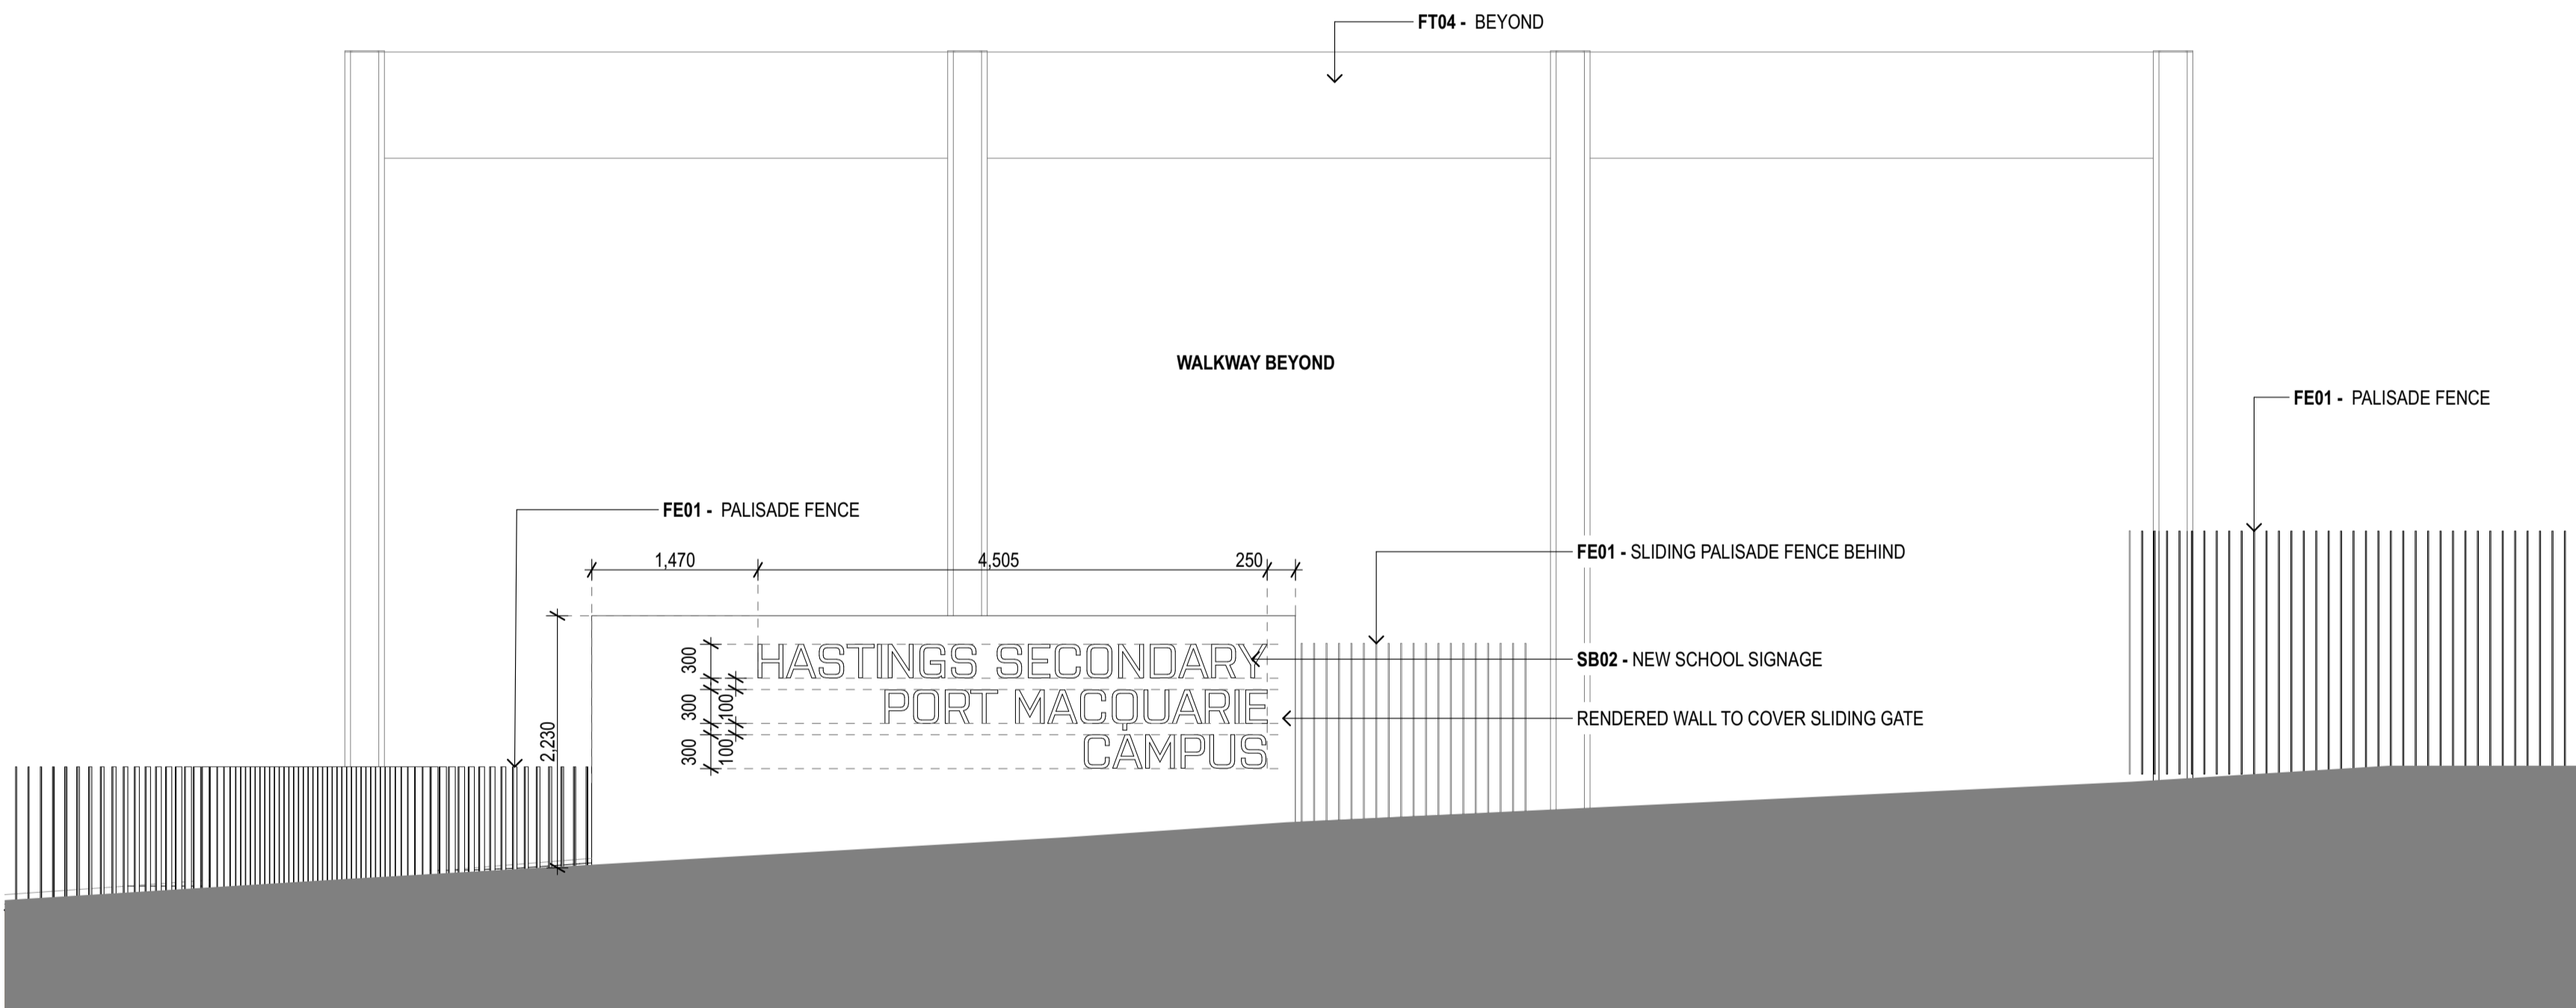 FT04 - BEYOND
WALKWAY BEYOND
FE01 - PALISADE FENCE
FE01 - PALISADE FENCE
1,470
4,505
250
FE01 - SLIDING PALISADE FENCE BEHIND
2,230
300
300
300
100
100
HASTINGS SECONDARY
PORT MACQUARIE
CAMPUS
SB02 - NEW SCHOOL SIGNAGE
RENDERED WALL TO COVER SLIDING GATE